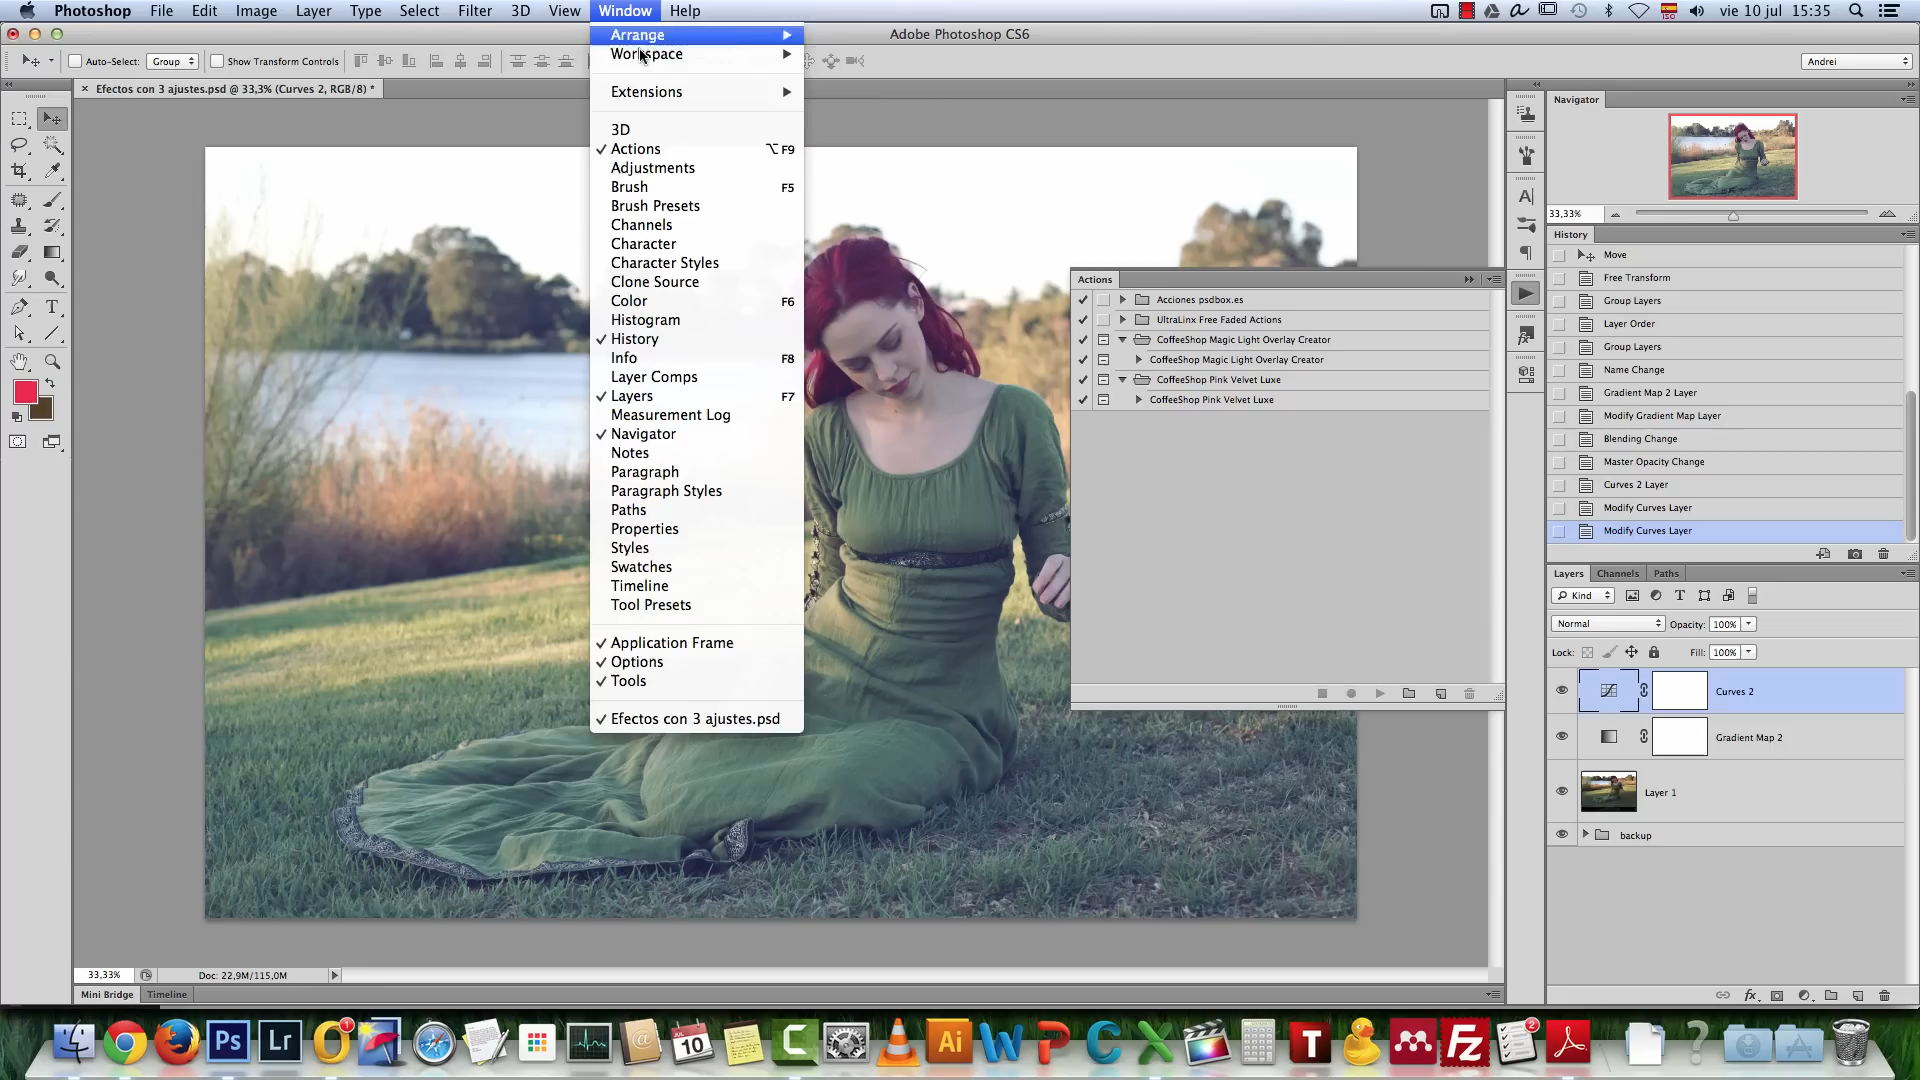 Photoshop File Edit Image Layer Type Select Filter 3D View Window Help
vie 10 jul 15:35
Adobe Photoshop CS6
Auto-Select: Group Show Transform Controls
Andrei
Efectos con 3 ajustes.psd @ 33,3% (Curves 2, RGB/8) *
Arrange
Workspace
Extensions
3D
Actions ⌥F9
Adjustments
Brush F5
Brush Presets
Channels
Character
Character Styles
Clone Source
Color F6
Histogram
History
Info F8
Layer Comps
Layers F7
Measurement Log
Navigator
Notes
Paragraph
Paragraph Styles
Paths
Properties
Styles
Swatches
Timeline
Tool Presets
Application Frame
Options
Tools
Efectos con 3 ajustes.psd
Actions
Acciones psdbox.es
UltraLinx Free Faded Actions
CoffeeShop Magic Light Overlay Creator
CoffeeShop Magic Light Overlay Creator
CoffeeShop Pink Velvet Luxe
CoffeeShop Pink Velvet Luxe
Navigator
33,33%
History
Move
Free Transform
Group Layers
Layer Order
Group Layers
Name Change
Gradient Map 2 Layer
Modify Gradient Map Layer
Blending Change
Master Opacity Change
Curves 2 Layer
Modify Curves Layer
Modify Curves Layer
Layers Channels Paths
Kind
Normal Opacity: 100%
Lock: Fill: 100%
Curves 2
Gradient Map 2
Layer 1
backup
33,33% Doc: 22,9M/115,0M
Mini Bridge Timeline
Ps Lr 1 JUL 10 Ai T Fz 2